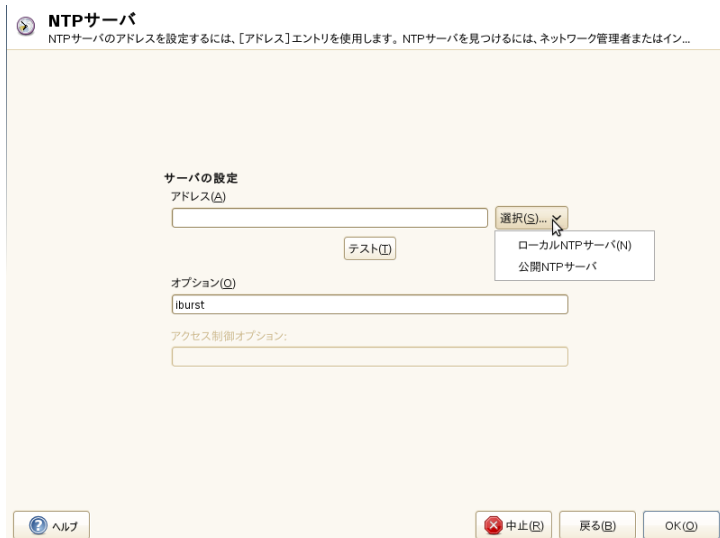 NTPサーバ
NTPサーバのアドレスを設定するには、［アドレス］エントリを使用します。NTPサーバを見つけるには、ネットワーク管理者またはイン...
サーバの設定
アドレス(A)
選択(S)...
ローカルNTPサーバ(N)
公開NTPサーバ
テスト(T)
オプション(O)
iburst
アクセス制御オプション:
ヘルプ
中止(R)
戻る(B)
OK(O)